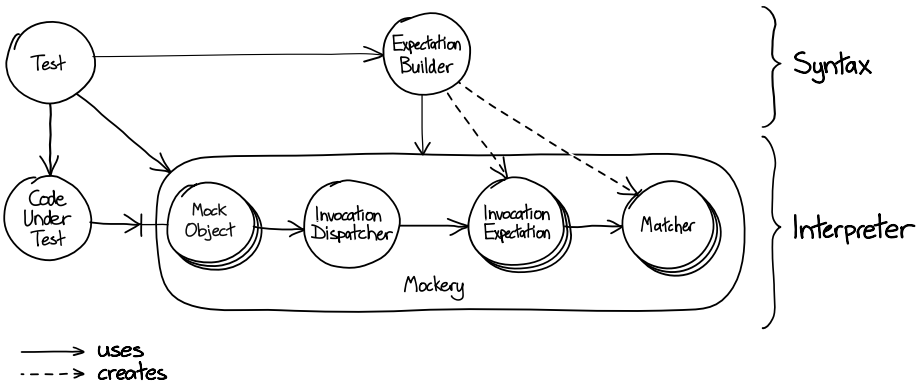 Test
Expectation
Builder
Syntax
Code
Under
Test
Mock
Object
Invocation
Dispatcher
Invocation
Expectation
Matcher
Interpreter
Mockery
uses
creates